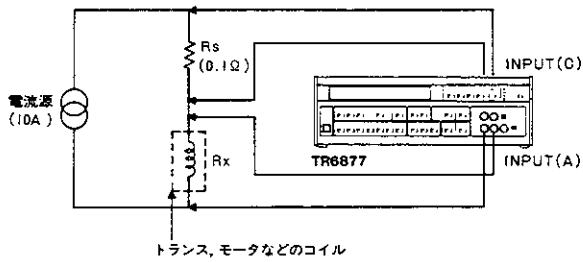 Rs
(0.1Ω)
INPUT(C)
電流源
(10A)
Rx
TR6877
INPUT(A)
トランス, モータなどのコイル